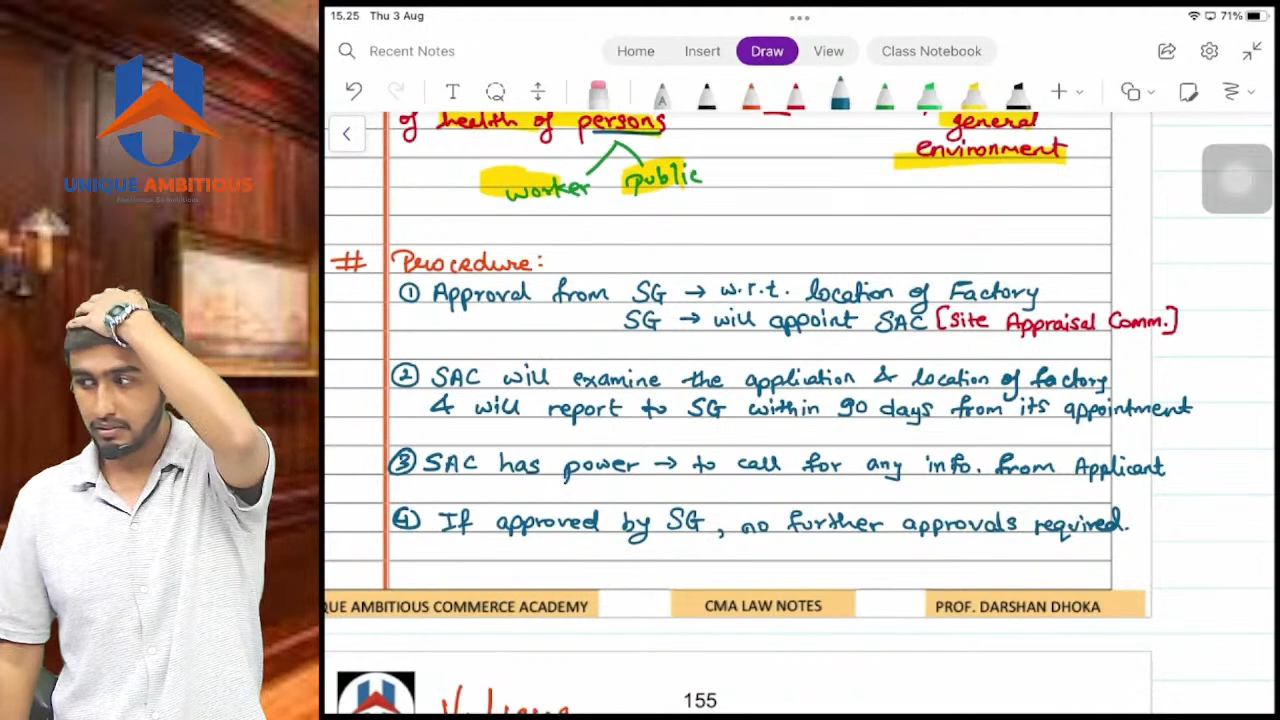 15.25 Thu 3 Aug
71%
Recent Notes
Home Insert Draw View Class Notebook
of health of persons
general
environment
worker public
UNIQUE AMBITIOUS
# Procedure:
① Approval from SG → w.r.t. location of Factory
SG → will appoint SAC [Site Appraisal Comm.]
② SAC will examine the application & location of factory
& will report to SG within 90 days from its appointment
③ SAC has power → to call for any info. from Applicant
④ If approved by SG, no further approvals required.
QUE AMBITIOUS COMMERCE ACADEMY
CMA LAW NOTES
PROF. DARSHAN DHOKA
155